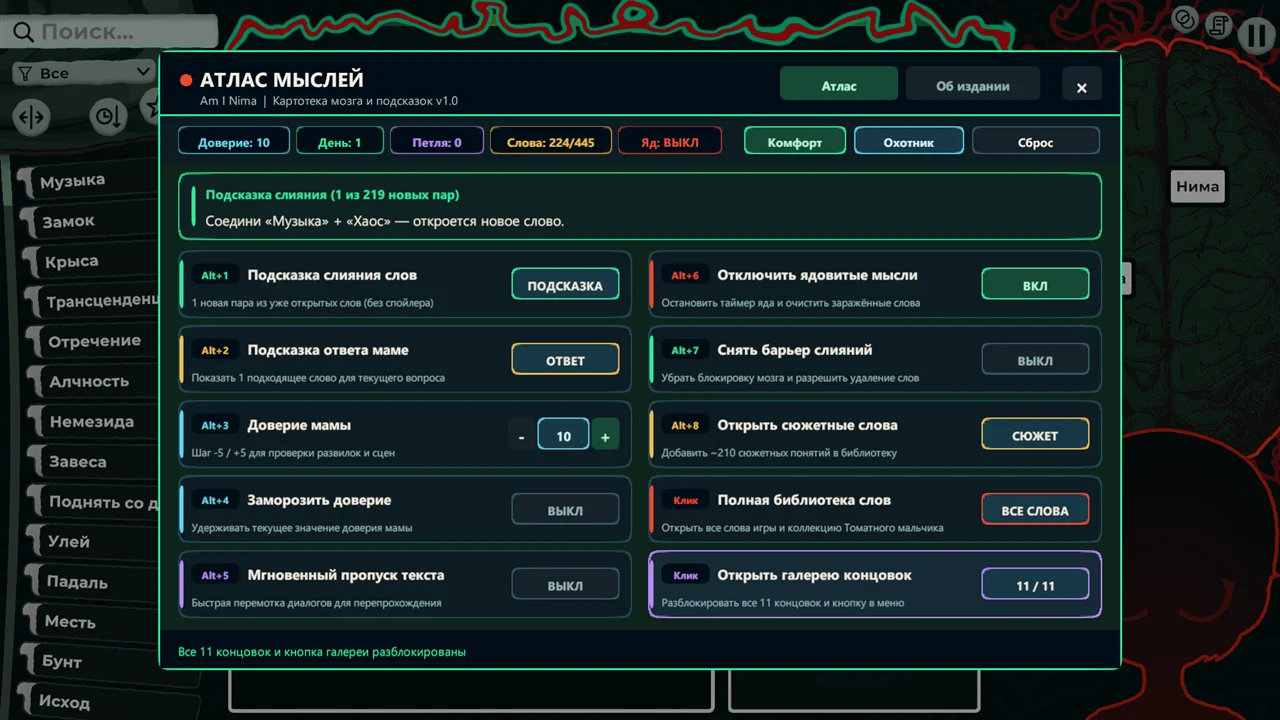 Поиск...
Все
Музыка
Замок
Крыса
Трансценденц
Отречение
Алчность
Немезида
Завеса
Поднять со д
Улей
Падаль
Месть
Бунт
Исход
Нима
АТЛАС МЫСЛЕЙ
Am I Nima | Картотека мозга и подсказок v1.0
Атлас
Об издании
×
Доверие: 10
День: 1
Петля: 0
Слова: 224/445
Яд: ВЫКЛ
Комфорт
Охотник
Сброс
Подсказка слияния (1 из 219 новых пар)
Соедини «Музыка» + «Хаос» — откроется новое слово.
Alt+1 Подсказка слияния слов
1 новая пара из уже открытых слов (без спойлера)
ПОДСКАЗКА
Alt+2 Подсказка ответа маме
Показать 1 подходящее слово для текущего вопроса
ОТВЕТ
Alt+3 Доверие мамы
Шаг -5 / +5 для проверки развилок и сцен
- 10 +
Alt+4 Заморозить доверие
Удерживать текущее значение доверия мамы
ВЫКЛ
Alt+5 Мгновенный пропуск текста
Быстрая перемотка диалогов для перепрохождения
ВЫКЛ
Alt+6 Отключить ядовитые мысли
Остановить таймер яда и очистить заражённые слова
ВКЛ
Alt+7 Снять барьер слияний
Убрать блокировку мозга и разрешить удаление слов
ВЫКЛ
Alt+8 Открыть сюжетные слова
Добавить ~210 сюжетных понятий в библиотеку
СЮЖЕТ
Клик Полная библиотека слов
Открыть все слова игры и коллекцию Томатного мальчика
ВСЕ СЛОВА
Клик Открыть галерею концовок
Разблокировать все 11 концовок и кнопку в меню
11 / 11
Все 11 концовок и кнопка галереи разблокированы